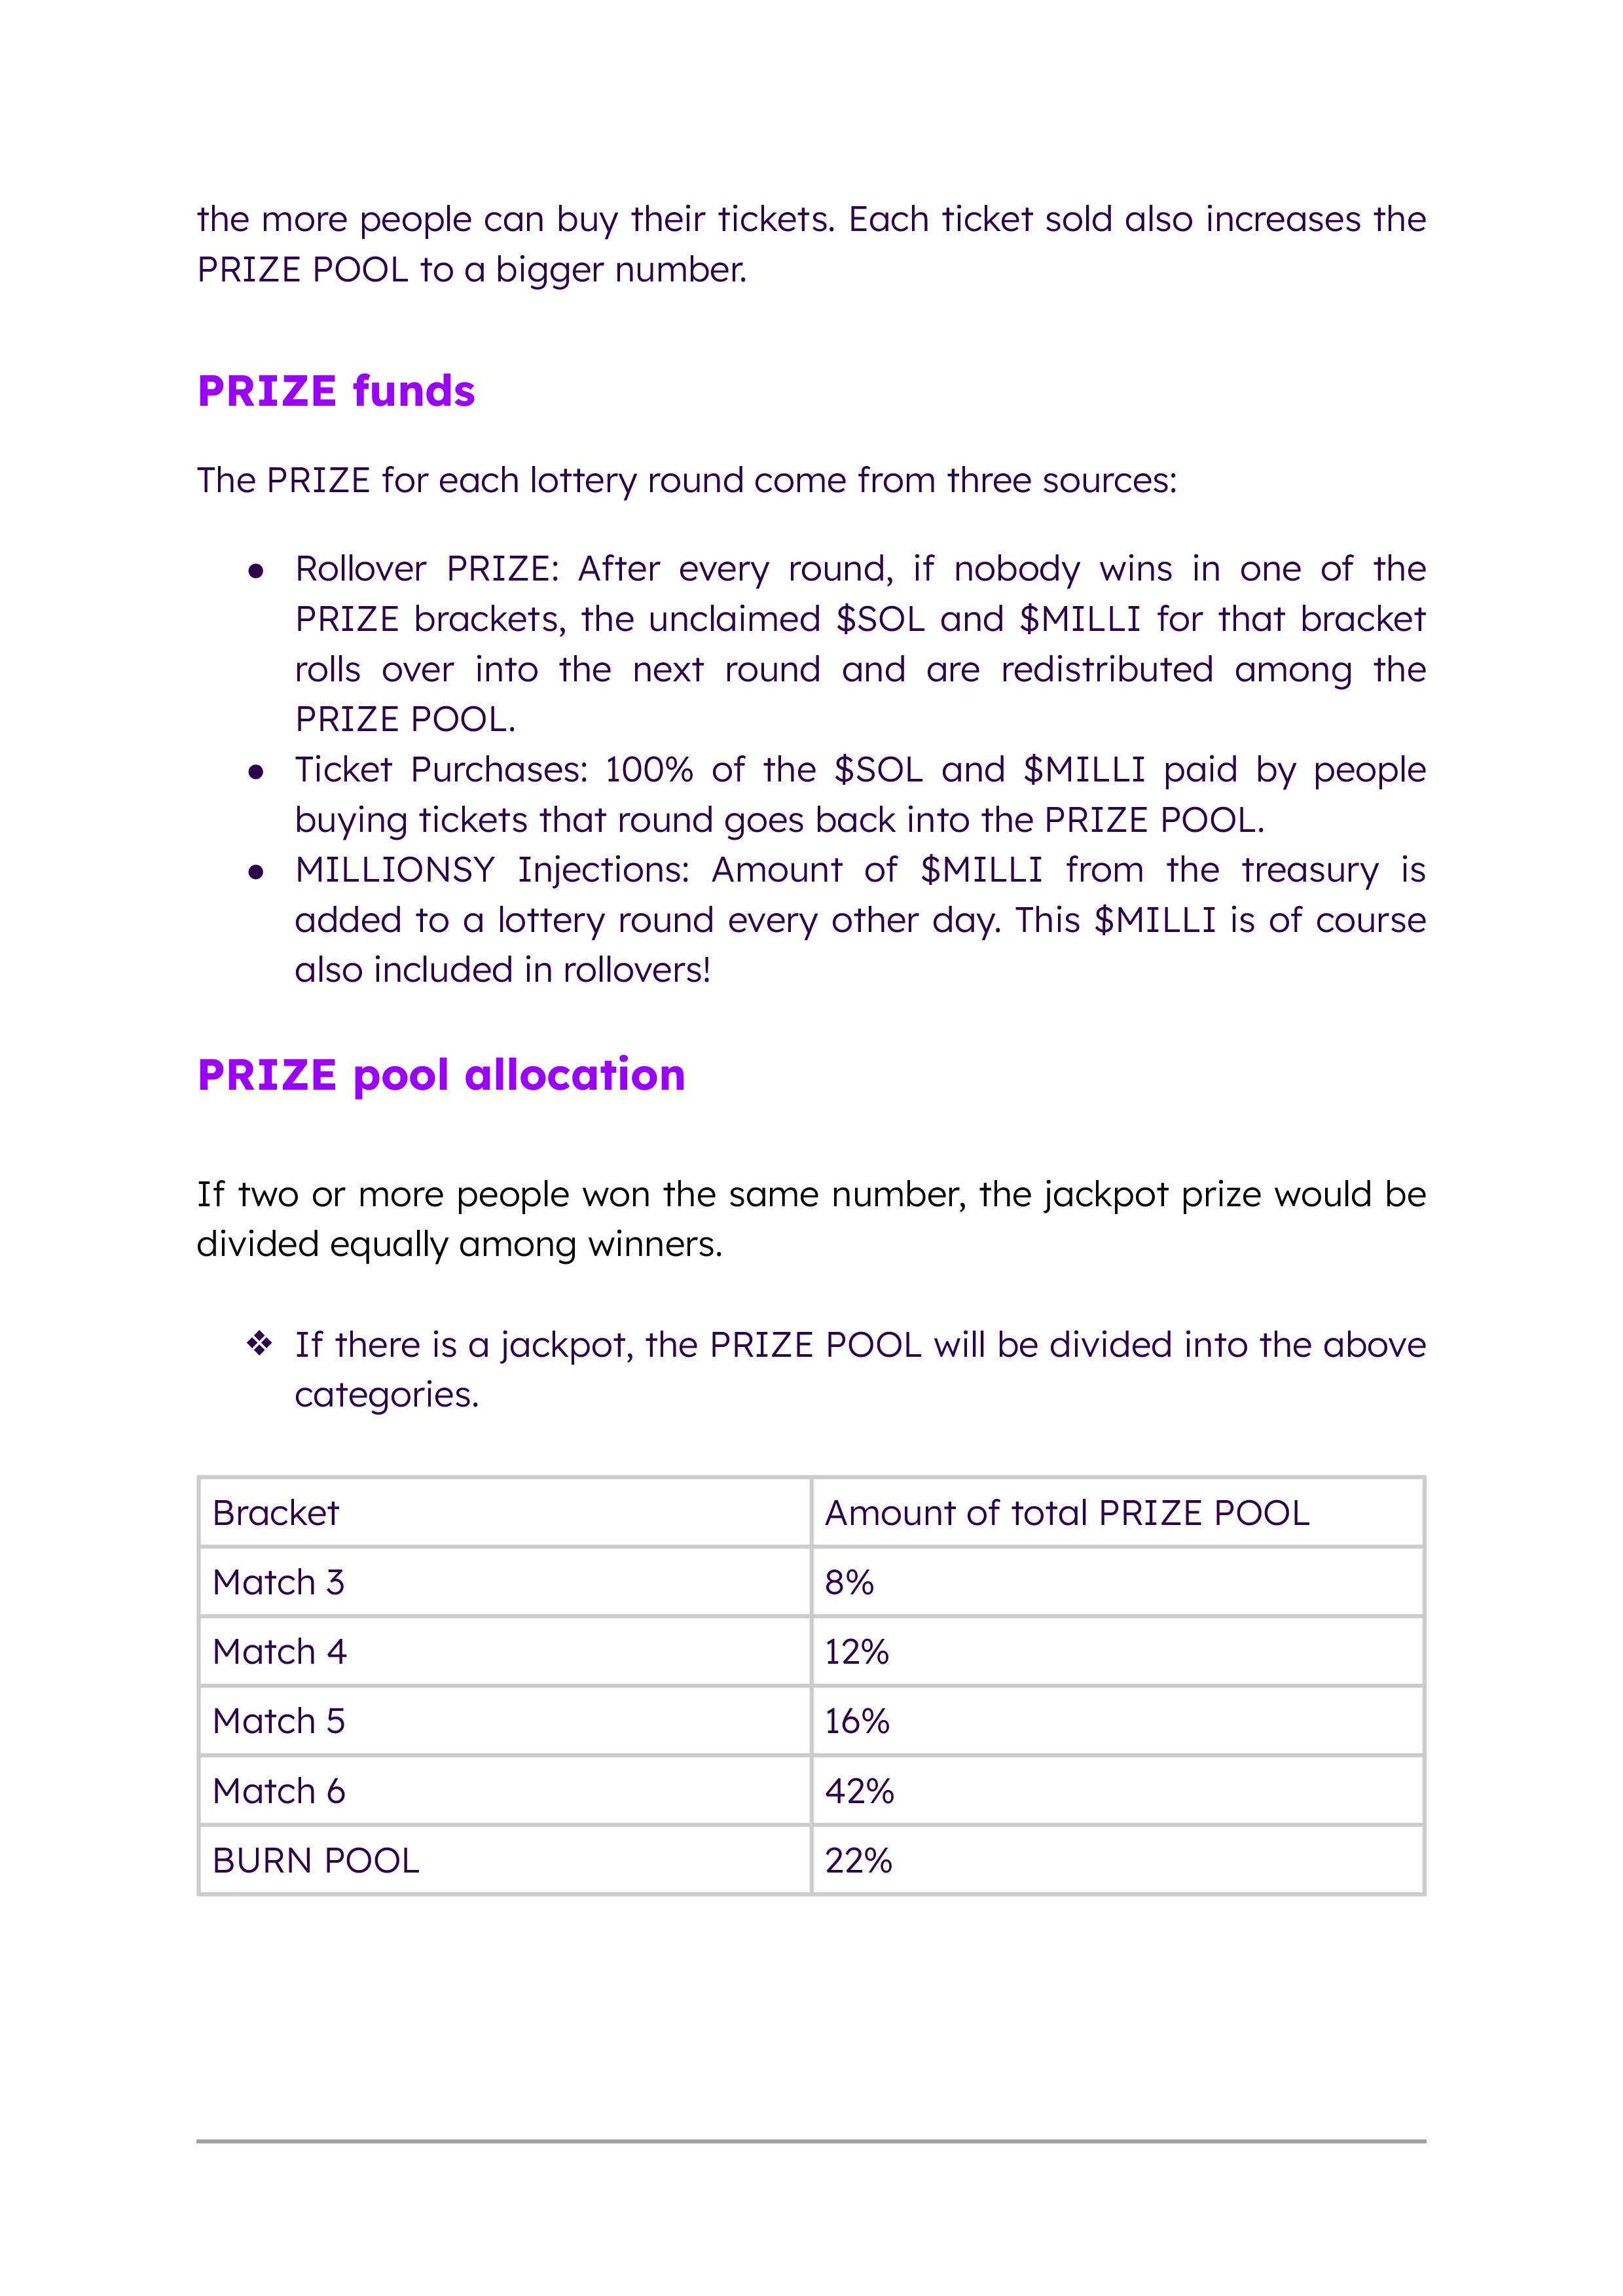 the more people can buy their tickets. Each ticket sold also increases the
PRIZE POOL to a bigger number.
PRIZE funds
The PRIZE for each lottery round come from three sources:
● Rollover PRIZE: After every round, if nobody wins in one of the
PRIZE brackets, the unclaimed $SOL and $MILLI for that bracket
rolls over into the next round and are redistributed among the
PRIZE POOL.
● Ticket Purchases: 100% of the $SOL and $MILLI paid by people
buying tickets that round goes back into the PRIZE POOL.
● MILLIONSY Injections: Amount of $MILLI from the treasury is
added to a lottery round every other day. This $MILLI is of course
also included in rollovers!
PRIZE pool allocation
If two or more people won the same number, the jackpot prize would be
divided equally among winners.
❖ If there is a jackpot, the PRIZE POOL will be divided into the above
categories.
Bracket Amount of total PRIZE POOL
Match 3 8%
Match 4 12%
Match 5 16%
Match 6 42%
BURN POOL 22%